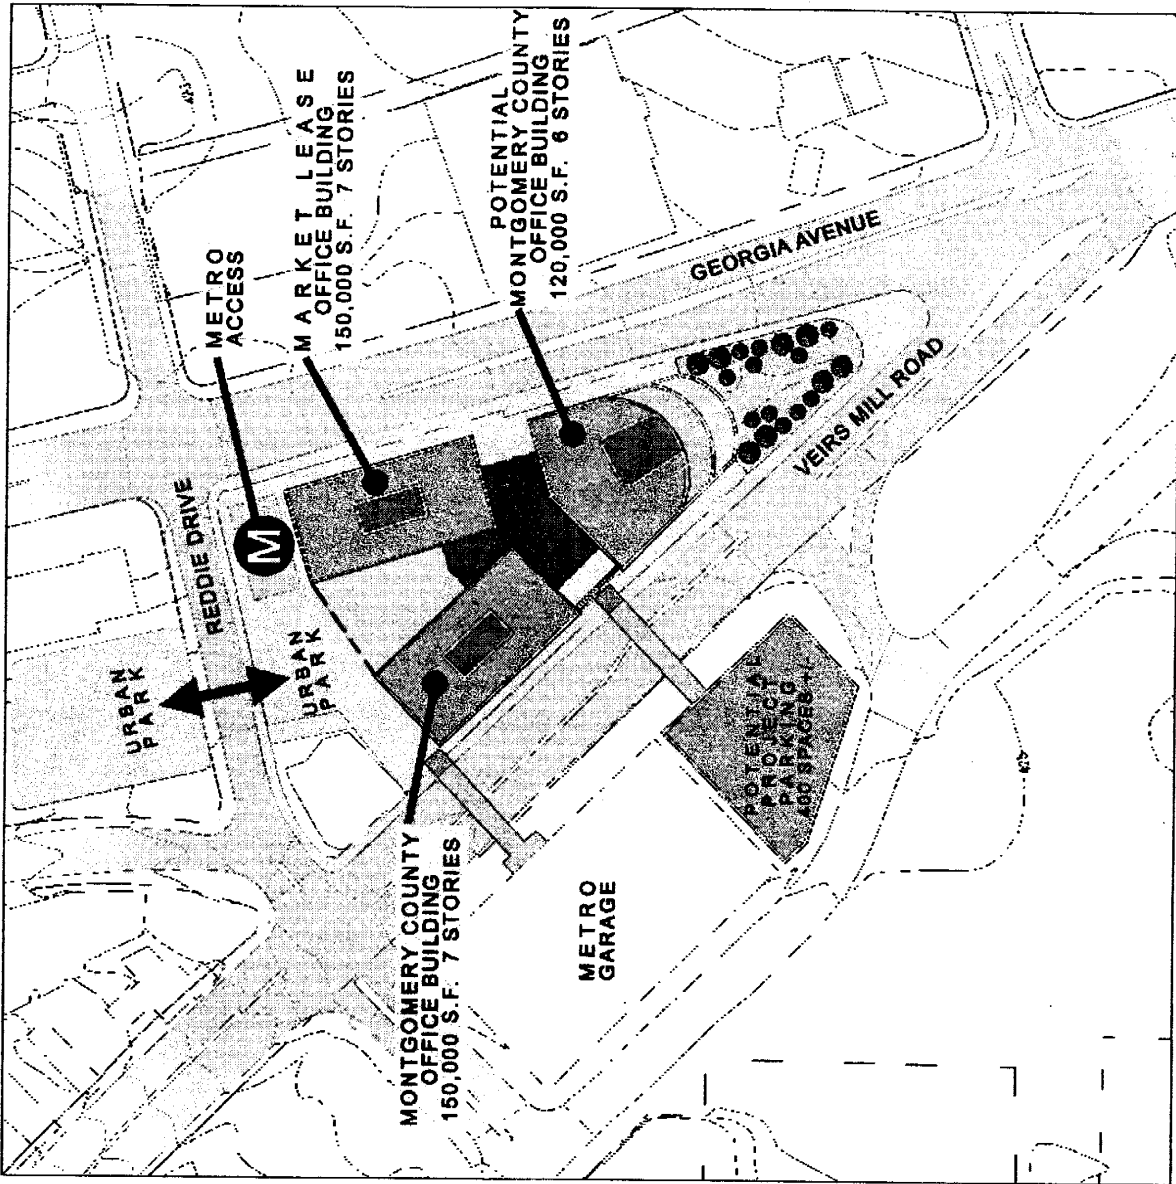 METRO
ACCESS
MARKET LEASE
OFFICE BUILDING
150,000 S.F. 7 STORIES
POTENTIAL
MONTGOMERY COUNTY
OFFICE BUILDING
120,000 S.F. 6 STORIES
REDDIE DRIVE
GEORGIA AVENUE
VEIRS MILL ROAD
M
URBAN
PARK
URBAN
PARK
MONTGOMERY COUNTY
OFFICE BUILDING
150,000 S.F. 7 STORIES
METRO
GARAGE
POTENTIAL
PROJECT
PARKING
400 SPACES +/-